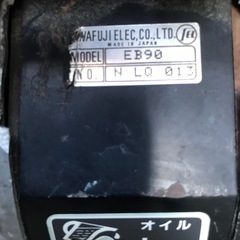 WAFUJI ELEC.CO.,LTD.
MADE IN JAPAN
MODEL EB90
NO. N LO 013
オイル